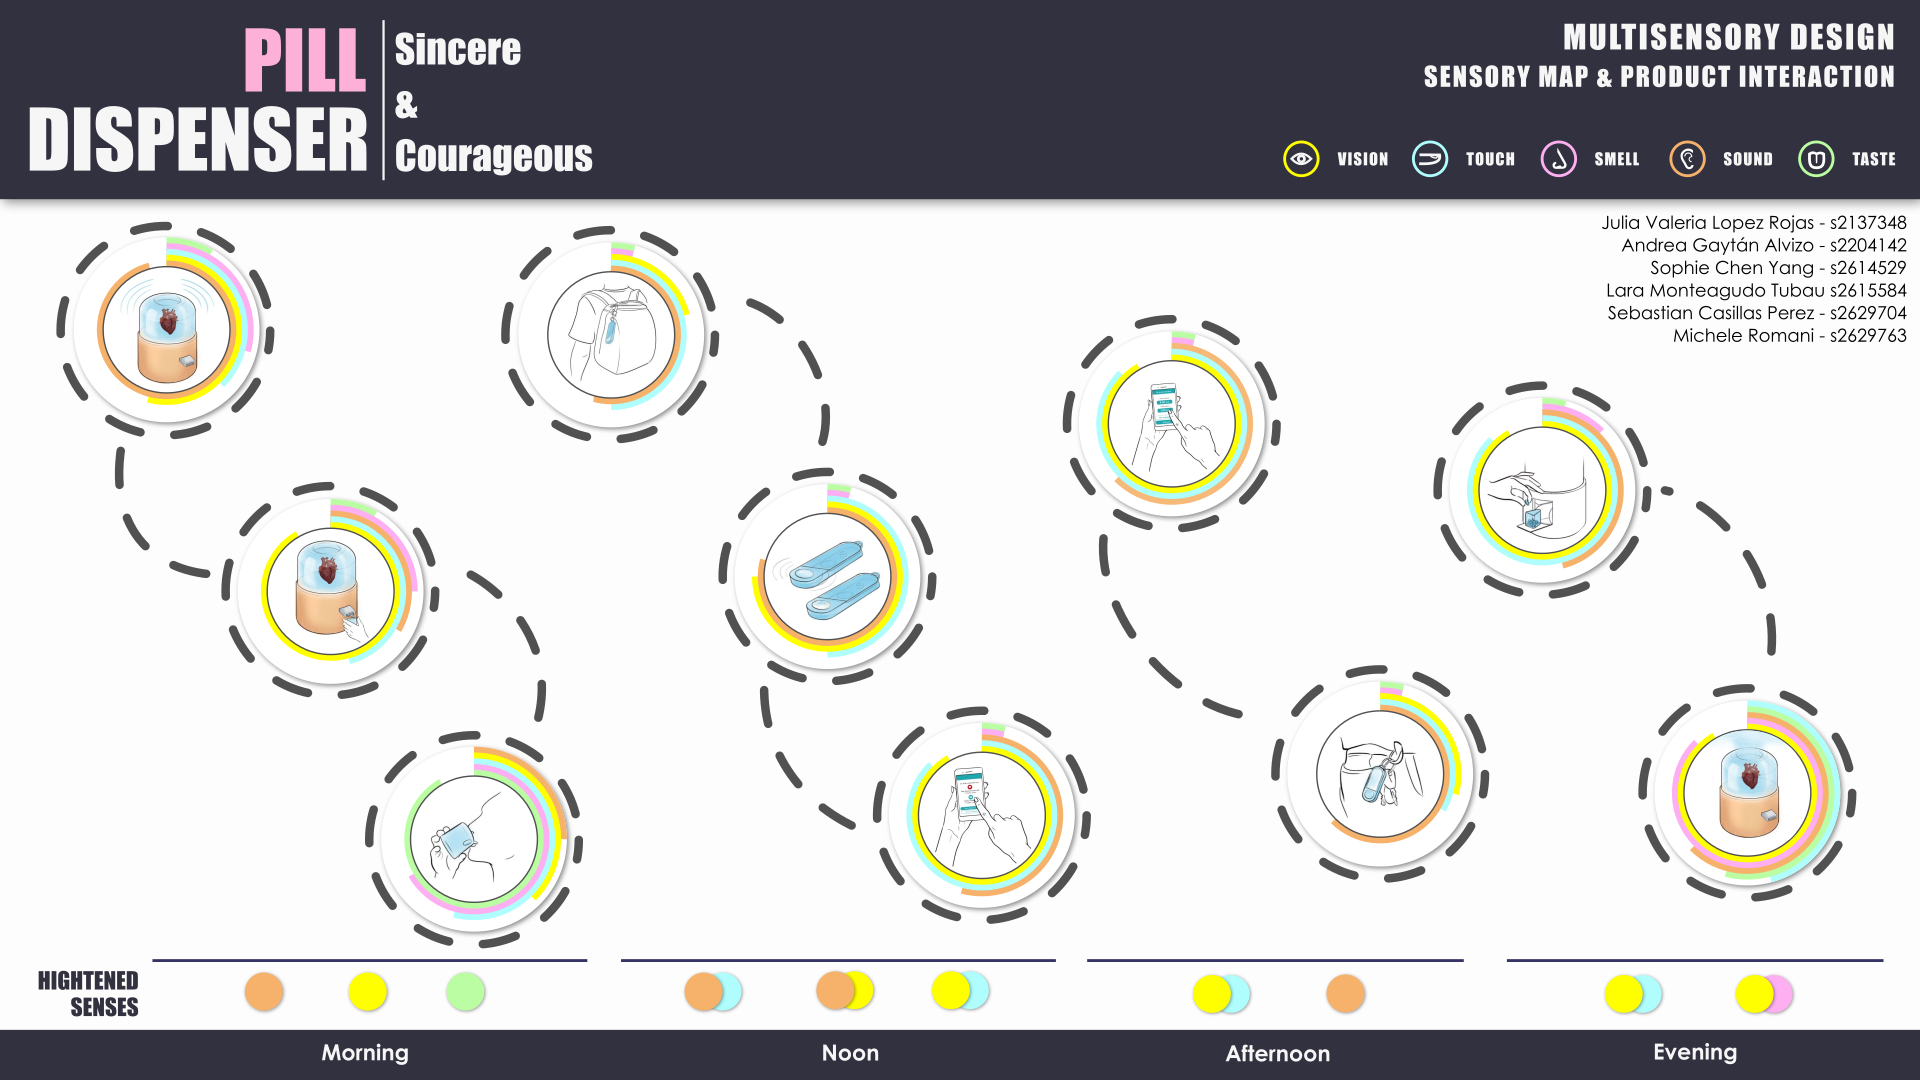 PILL
DISPENSER
Sincere
&
Courageous
MULTISENSORY DESIGN
SENSORY MAP & PRODUCT INTERACTION
VISION
TOUCH
SMELL
SOUND
TASTE
Julia Valeria Lopez Rojas - s2137348
Andrea Gaytán Alvizo - s2204142
Sophie Chen Yang - s2614529
Lara Monteagudo Tubau s2615584
Sebastian Casillas Perez - s2629704
Michele Romani - s2629763
HIGHTENED
SENSES
Morning
Noon
Afternoon
Evening